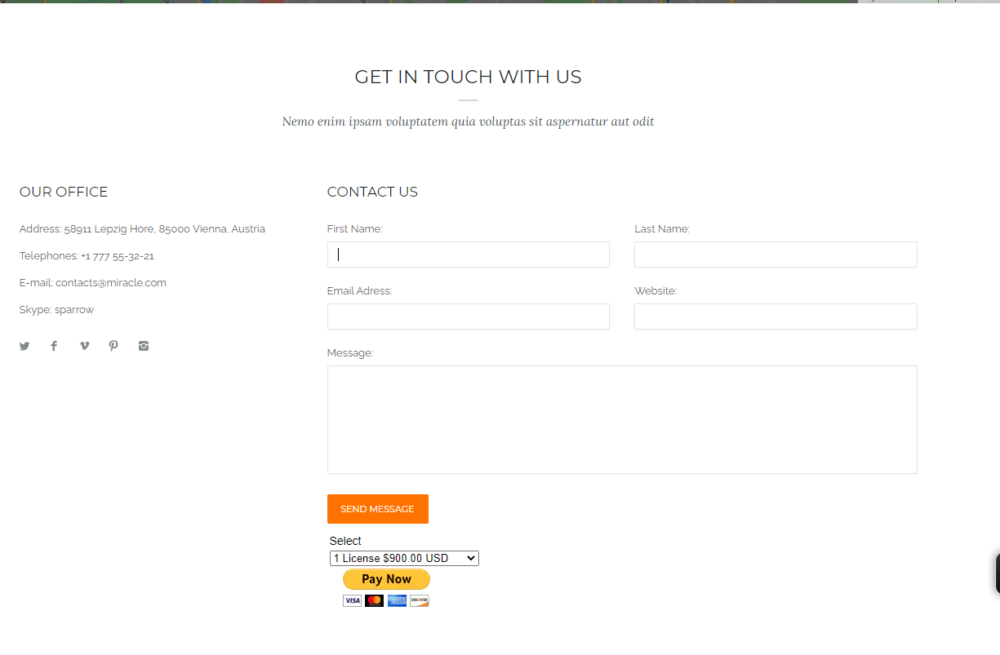 GET IN TOUCH WITH US
Nemo enim ipsam voluptatem quia voluptas sit aspernatur aut odit
OUR OFFICE
Address: 58911 Lepzig Hore, 85000 Vienna, Austria
Telephones: +1 777 55-32-21
E-mail: contacts@miracle.com
Skype: sparrow
CONTACT US
First Name:
Last Name:
Email Adress:
Website:
Message:
SEND MESSAGE
Select
1 License $900.00 USD
Pay Now
VISA
DISCOVER